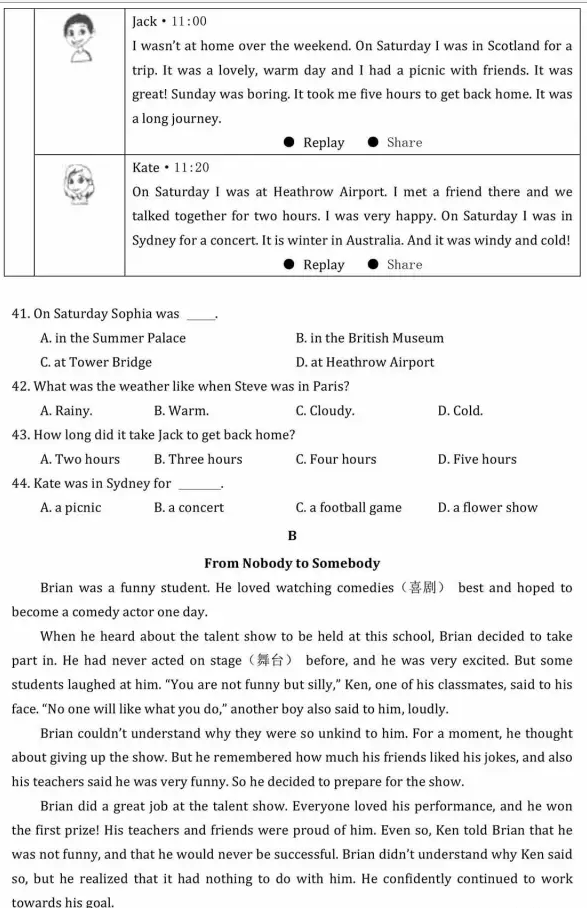 Jack • 11:00
I wasn't at home over the weekend. On Saturday I was in Scotland for a
trip. It was a lovely, warm day and I had a picnic with friends. It was
great! Sunday was boring. It took me five hours to get back home. It was
a long journey.
● Replay ● Share
Kate • 11:20
On Saturday I was at Heathrow Airport. I met a friend there and we
talked together for two hours. I was very happy. On Saturday I was in
Sydney for a concert. It is winter in Australia. And it was windy and cold!
● Replay ● Share
41. On Saturday Sophia was _____.
A. in the Summer Palace B. in the British Museum
C. at Tower Bridge D. at Heathrow Airport
42. What was the weather like when Steve was in Paris?
A. Rainy. B. Warm. C. Cloudy. D. Cold.
43. How long did it take Jack to get back home?
A. Two hours B. Three hours C. Four hours D. Five hours
44. Kate was in Sydney for _______.
A. a picnic B. a concert C. a football game D. a flower show
B
From Nobody to Somebody
Brian was a funny student. He loved watching comedies（喜剧） best and hoped to
become a comedy actor one day.
When he heard about the talent show to be held at this school, Brian decided to take
part in. He had never acted on stage（舞台） before, and he was very excited. But some
students laughed at him. "You are not funny but silly," Ken, one of his classmates, said to his
face. "No one will like what you do," another boy also said to him, loudly.
Brian couldn't understand why they were so unkind to him. For a moment, he thought
about giving up the show. But he remembered how much his friends liked his jokes, and also
his teachers said he was very funny. So he decided to prepare for the show.
Brian did a great job at the talent show. Everyone loved his performance, and he won
the first prize! His teachers and friends were proud of him. Even so, Ken told Brian that he
was not funny, and that he would never be successful. Brian didn't understand why Ken said
so, but he realized that it had nothing to do with him. He confidently continued to work
towards his goal.